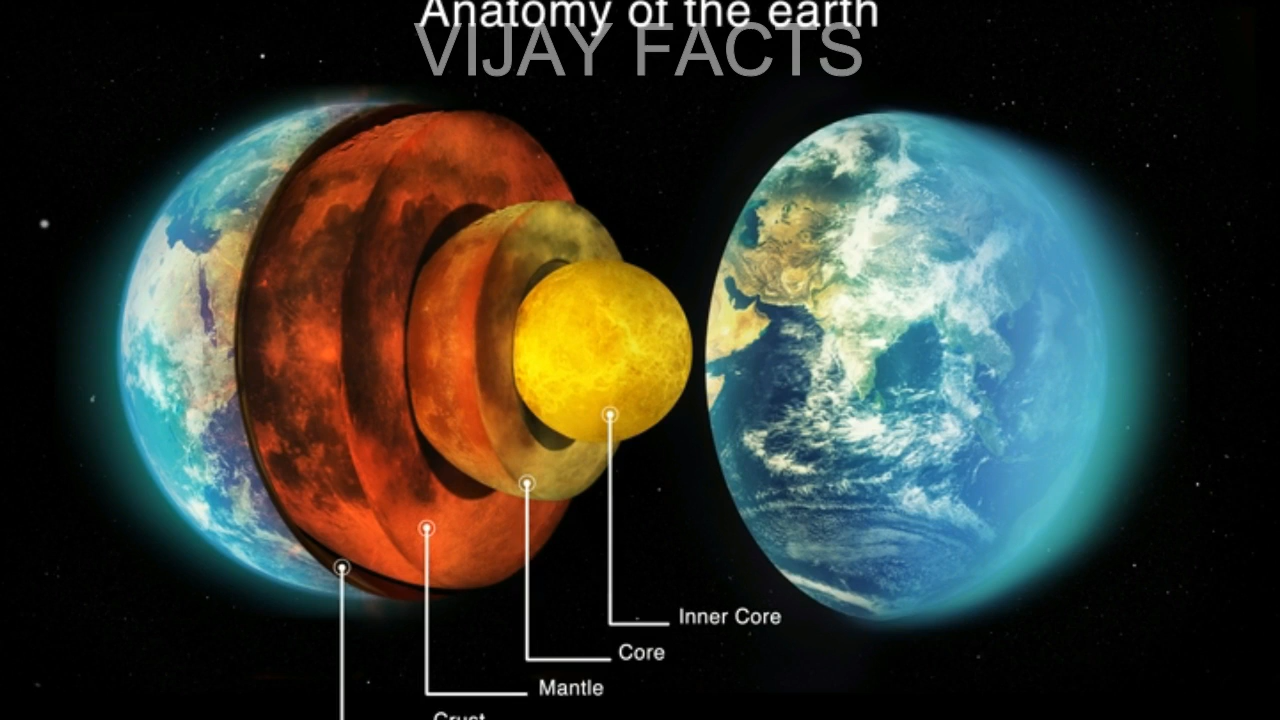 Anatomy of the earth
VIJAY FACTS
Inner Core
Core
Mantle
Crust